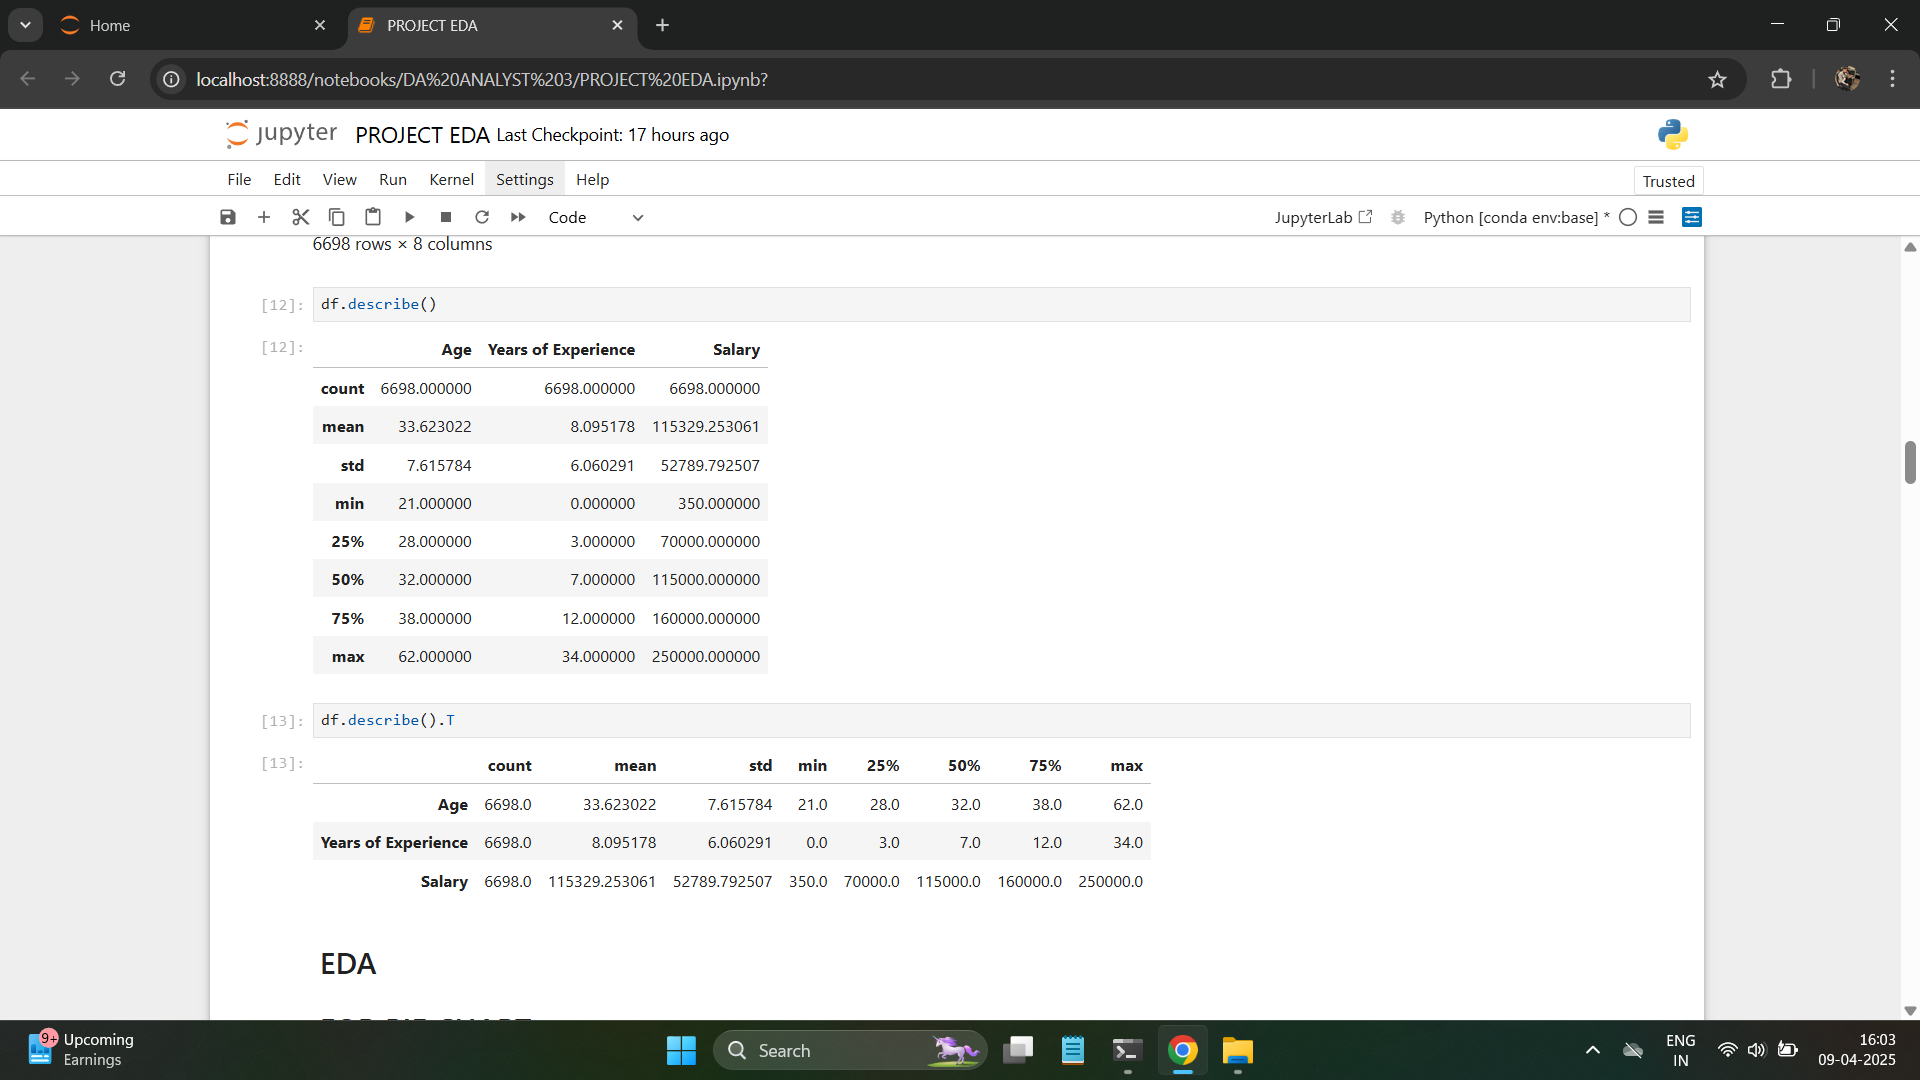 Home
PROJECT EDA
localhost:8888/notebooks/DA%20ANALYST%203/PROJECT%20EDA.ipynb?
jupyter PROJECT EDA Last Checkpoint: 17 hours ago
File Edit View Run Kernel Settings Help
Trusted
Code
JupyterLab
Python [conda env:base] *
6698 rows × 8 columns
[12]: df.describe()
[12]:
Age Years of Experience Salary
count 6698.000000 6698.000000 6698.000000
mean 33.623022 8.095178 115329.253061
std 7.615784 6.060291 52789.792507
min 21.000000 0.000000 350.000000
25% 28.000000 3.000000 70000.000000
50% 32.000000 7.000000 115000.000000
75% 38.000000 12.000000 160000.000000
max 62.000000 34.000000 250000.000000
[13]: df.describe().T
[13]:
count mean std min 25% 50% 75% max
Age 6698.0 33.623022 7.615784 21.0 28.0 32.0 38.0 62.0
Years of Experience 6698.0 8.095178 6.060291 0.0 3.0 7.0 12.0 34.0
Salary 6698.0 115329.253061 52789.792507 350.0 70000.0 115000.0 160000.0 250000.0
EDA
9+
Upcoming
Earnings
Search
ENG
IN
16:03
09-04-2025